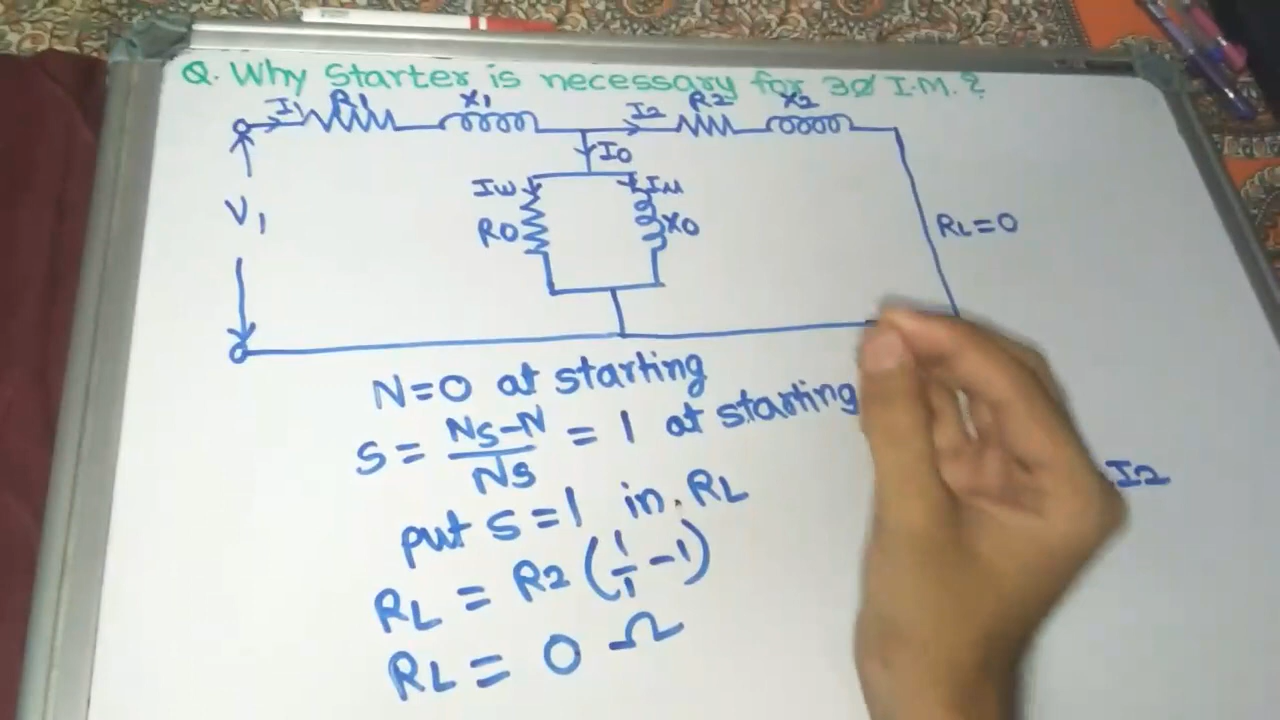 Q. Why Starter is necessary for 3Ø I.M.?
I1 R1 X1 I2 R2 X2
I0
IW IM
V1 R0 X0 RL=0
N=0 at starting
S = NS-N / NS = 1 at starting
I2
put S=1 in RL
RL = R2 (1/1 - 1)
RL = 0 Ω